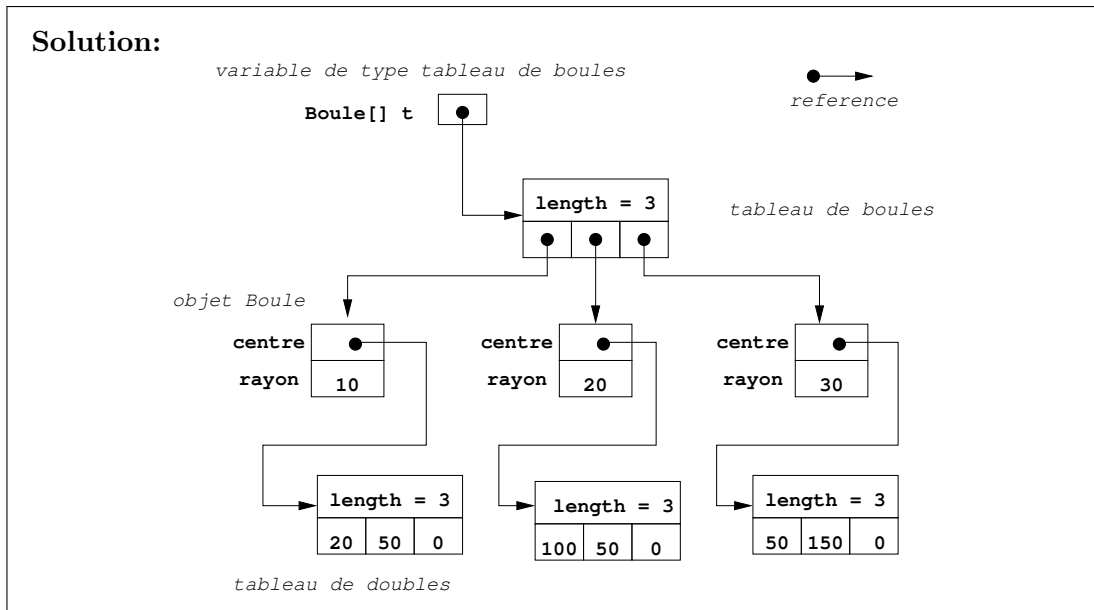 Solution:
variable de type tableau de boules
Boule[] t
reference
length = 3
tableau de boules
objet Boule
centre
rayon
10
centre
rayon
20
centre
rayon
30
length = 3
20 50 0
length = 3
100 50 0
length = 3
50 150 0
tableau de doubles